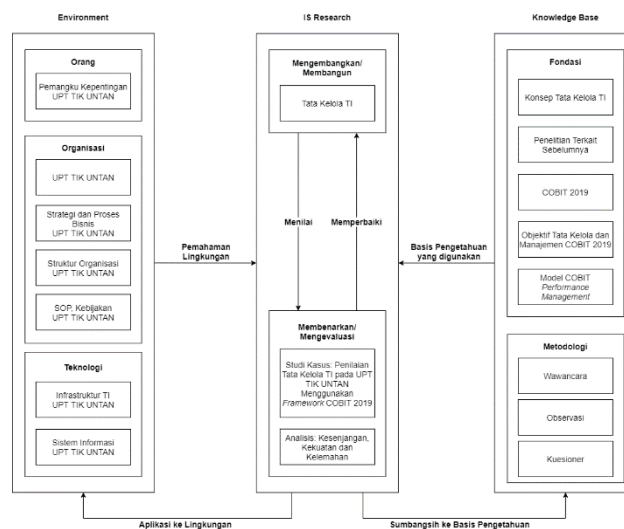 Environment
Orang
Pemangku Kepentingan
UPT TIK UNTAN
Organisasi
UPT TIK UNTAN
Strategi dan Proses
Bisnis
UPT TIK UNTAN
Struktur Organisasi
UPT TIK UNTAN
SOP, Kebijakan
UPT TIK UNTAN
Teknologi
Infrastruktur TI
UPT TIK UNTAN
Sistem Informasi
UPT TIK UNTAN
Pemahaman
Lingkungan
IS Research
Mengembangkan/
Membangun
Tata Kelola TI
Menilai
Memperbaiki
Membenarkan/
Mengevaluasi
Studi Kasus: Penilaian
Tata Kelola TI pada UPT
TIK UNTAN
Menggunakan
Framework COBIT 2019
Analisis: Kesenjangan,
Kekuatan dan
Kelemahan
Basis Pengetahuan
yang digunakan
Knowledge Base
Fondasi
Konsep Tata Kelola TI
Penelitian Terkait
Sebelumnya
COBIT 2019
Objektif Tata Kelola dan
Manajemen COBIT 2019
Model COBIT
Performance
Management
Metodologi
Wawancara
Observasi
Kuesioner
Aplikasi ke Lingkungan
Sumbangsih ke Basis Pengetahuan